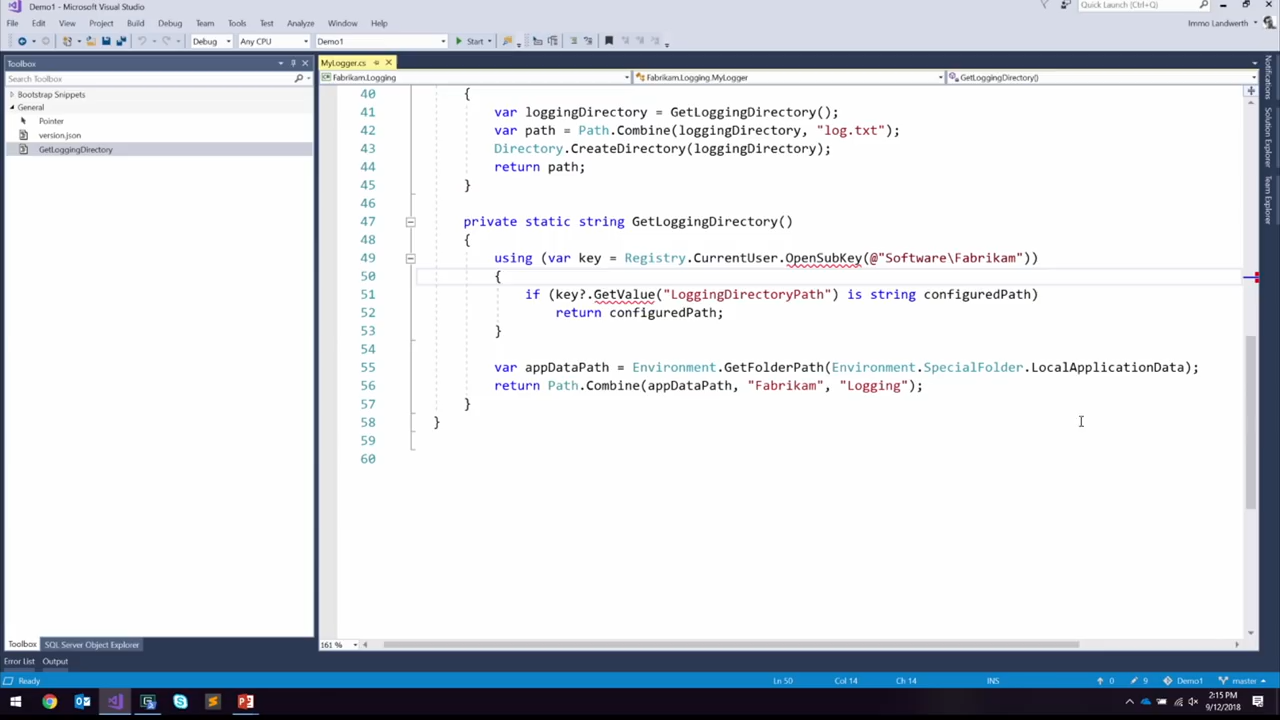 Demo1 - Microsoft Visual Studio
Quick Launch (Ctrl+Q)
File Edit View Project Build Debug Team Tools Test Analyze Window Help
Immo Landwerth
Debug Any CPU Demo1 Start
Toolbox
MyLogger.cs
Search Toolbox
Fabrikam.Logging Fabrikam.Logging.MyLogger GetLoggingDirectory()
Bootstrap Snippets
General
Pointer
version.json
GetLoggingDirectory
40 {
41 var loggingDirectory = GetLoggingDirectory();
42 var path = Path.Combine(loggingDirectory, "log.txt");
43 Directory.CreateDirectory(loggingDirectory);
44 return path;
45 }
46
47 private static string GetLoggingDirectory()
48 {
49 using (var key = Registry.CurrentUser.OpenSubKey(@"Software\Fabrikam"))
50 {
51 if (key?.GetValue("LoggingDirectoryPath") is string configuredPath)
52 return configuredPath;
53 }
54
55 var appDataPath = Environment.GetFolderPath(Environment.SpecialFolder.LocalApplicationData);
56 return Path.Combine(appDataPath, "Fabrikam", "Logging");
57 }
58 }
59
60
Notifications
Solution Explorer
Team Explorer
Toolbox SQL Server Object Explorer
161 %
Error List Output
Ready Ln 50 Col 14 Ch 14 INS 0 9 Demo1 master
2:15 PM
9/12/2018